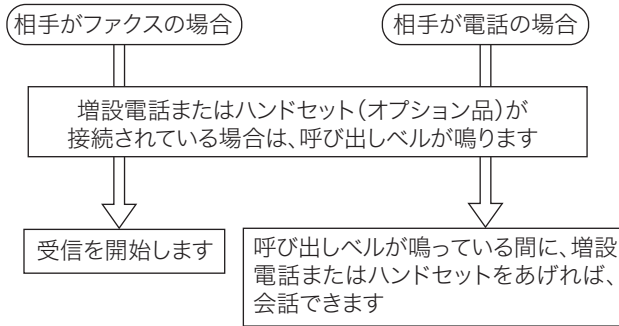 相手がファクスの場合
相手が電話の場合
増設電話またはハンドセット（オプション品）が
接続されている場合は、呼び出しベルが鳴ります
受信を開始します
呼び出しベルが鳴っている間に、増設
電話またはハンドセットをあげれば、
会話できます